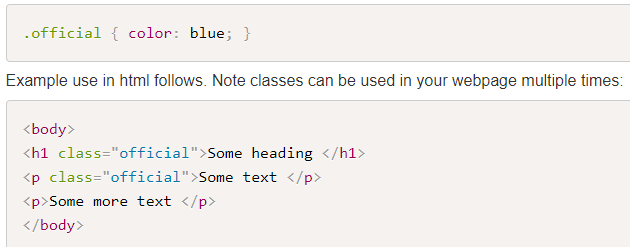 .official { color: blue; }
Example use in html follows. Note classes can be used in your webpage multiple times:
<body>
<h1 class="official">Some heading </h1>
<p class="official">Some text </p>
<p>Some more text </p>
</body>